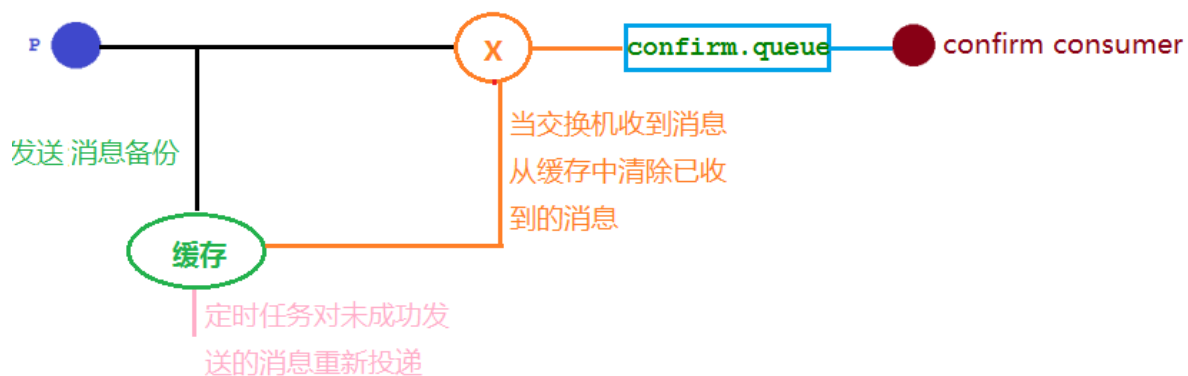 P
X
confirm.queue
confirm consumer
发送 消息备份
当交换机收到消息
从缓存中清除已收
到的消息
缓存
定时任务对未成功发
送的消息重新投递